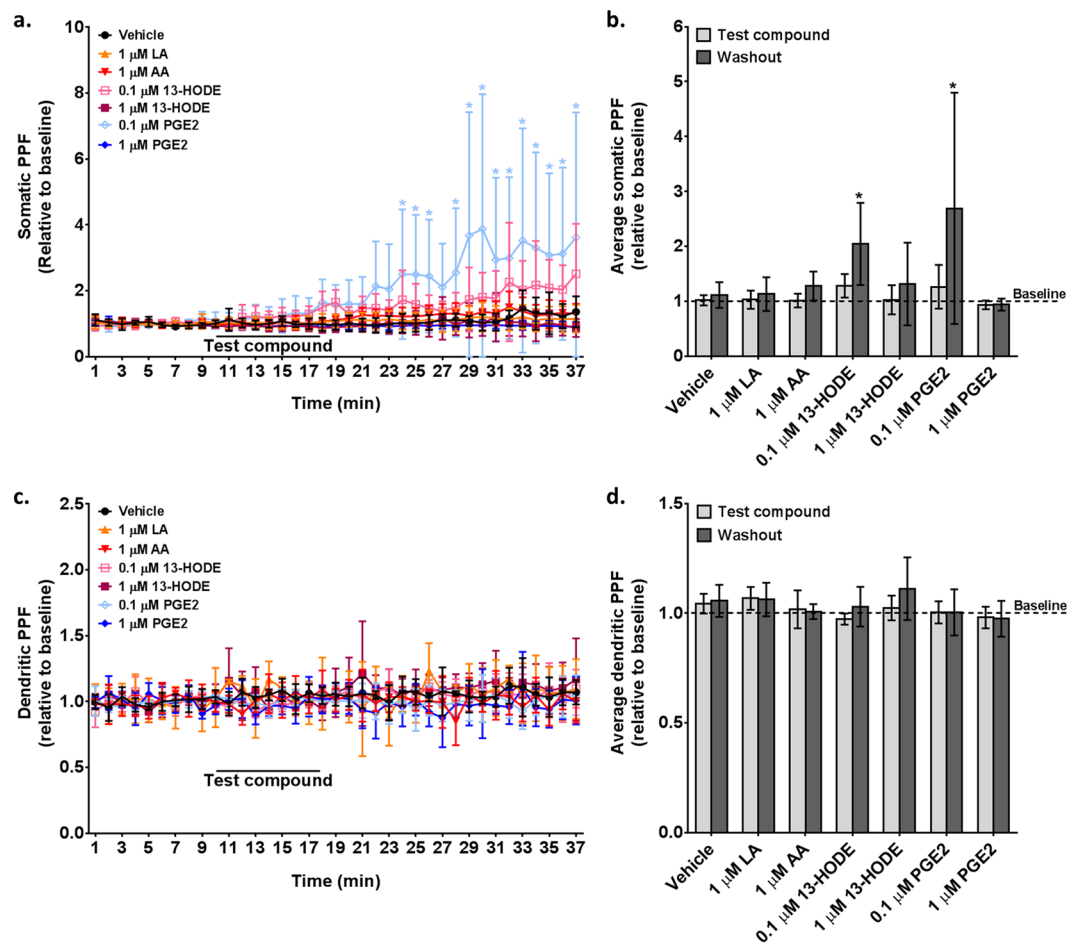 a.
Somatic PPF
(Relative to baseline)
10
8
6
4
2
0
Vehicle
1 µM LA
1 µM AA
0.1 µM 13-HODE
1 µM 13-HODE
0.1 µM PGE2
1 µM PGE2
* * * * * * * * * * * *
Test compound
1 3 5 7 9 11 13 15 17 19 21 23 25 27 29 31 33 35 37
Time (min)
b.
Average somatic PPF
(relative to baseline)
6
5
4
3
2
1
0
Test compound
Washout
* *
Baseline
Vehicle
1 µM LA
1 µM AA
0.1 µM 13-HODE
1 µM 13-HODE
0.1 µM PGE2
1 µM PGE2
c.
Dendritic PPF
(relative to baseline)
2.5
2.0
1.5
1.0
0.5
0.0
Vehicle
1 µM LA
1 µM AA
0.1 µM 13-HODE
1 µM 13-HODE
0.1 µM PGE2
1 µM PGE2
Test compound
1 3 5 7 9 11 13 15 17 19 21 23 25 27 29 31 33 35 37
Time (min)
d.
Average dendritic PPF
(relative to baseline)
1.5
1.0
0.5
0.0
Test compound
Washout
Baseline
Vehicle
1 µM LA
1 µM AA
0.1 µM 13-HODE
1 µM 13-HODE
0.1 µM PGE2
1 µM PGE2